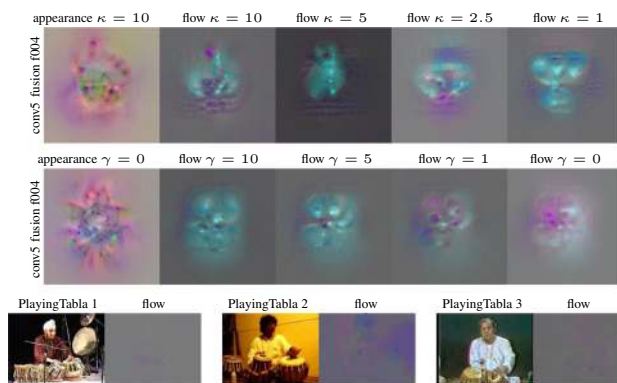 appearance κ = 10 flow κ = 10 flow κ = 5 flow κ = 2.5 flow κ = 1
conv5 fusion f004
appearance γ = 0 flow γ = 10 flow γ = 5 flow γ = 1 flow γ = 0
conv5 fusion f004
PlayingTabla 1 flow PlayingTabla 2 flow PlayingTabla 3 flow